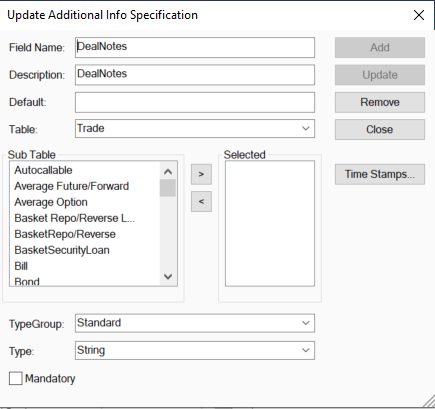 Update Additional Info Specification
Field Name: DealNotes Add
Description: DealNotes Update
Default: Remove
Table: Trade Close
Sub Table Selected
Autocallable > Time Stamps...
Average Future/Forward
Average Option <
Basket Repo/Reverse L...
BasketRepo/Reverse
BasketSecurityLoan
Bill
Bond
TypeGroup: Standard
Type: String
Mandatory